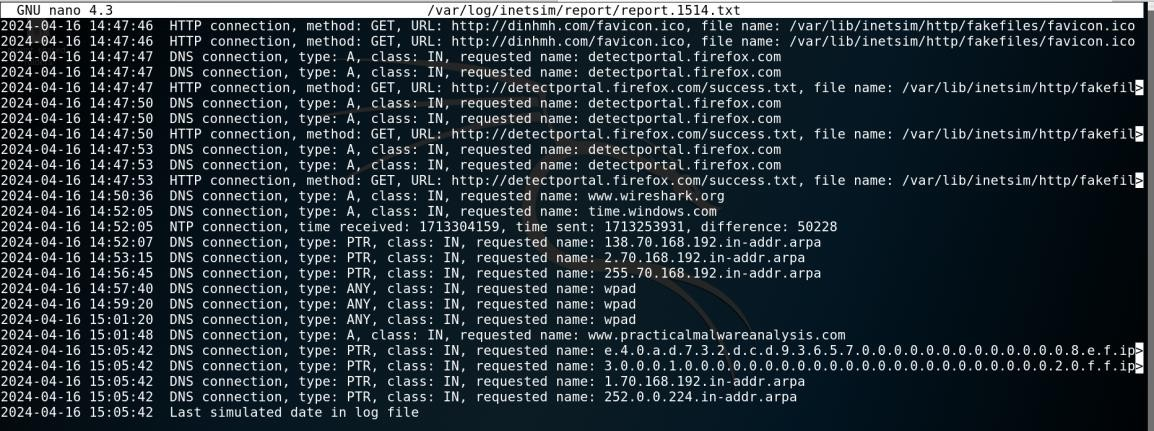 GNU nano 4.3 /var/log/inetsim/report/report.1514.txt
2024-04-16 14:47:46 HTTP connection, method: GET, URL: http://dinhmh.com/favicon.ico, file name: /var/lib/inetsim/http/fakefiles/favicon.ico
2024-04-16 14:47:46 HTTP connection, method: GET, URL: http://dinhmh.com/favicon.ico, file name: /var/lib/inetsim/http/fakefiles/favicon.ico
2024-04-16 14:47:47 DNS connection, type: A, class: IN, requested name: detectportal.firefox.com
2024-04-16 14:47:47 DNS connection, type: A, class: IN, requested name: detectportal.firefox.com
2024-04-16 14:47:47 HTTP connection, method: GET, URL: http://detectportal.firefox.com/success.txt, file name: /var/lib/inetsim/http/fakefil>
2024-04-16 14:47:50 DNS connection, type: A, class: IN, requested name: detectportal.firefox.com
2024-04-16 14:47:50 DNS connection, type: A, class: IN, requested name: detectportal.firefox.com
2024-04-16 14:47:50 HTTP connection, method: GET, URL: http://detectportal.firefox.com/success.txt, file name: /var/lib/inetsim/http/fakefil>
2024-04-16 14:47:53 DNS connection, type: A, class: IN, requested name: detectportal.firefox.com
2024-04-16 14:47:53 DNS connection, type: A, class: IN, requested name: detectportal.firefox.com
2024-04-16 14:47:53 HTTP connection, method: GET, URL: http://detectportal.firefox.com/success.txt, file name: /var/lib/inetsim/http/fakefil>
2024-04-16 14:50:36 DNS connection, type: A, class: IN, requested name: www.wireshark.org
2024-04-16 14:52:05 DNS connection, type: A, class: IN, requested name: time.windows.com
2024-04-16 14:52:05 NTP connection, time received: 1713304159, time sent: 1713253931, difference: 50228
2024-04-16 14:52:07 DNS connection, type: PTR, class: IN, requested name: 138.70.168.192.in-addr.arpa
2024-04-16 14:53:15 DNS connection, type: PTR, class: IN, requested name: 2.70.168.192.in-addr.arpa
2024-04-16 14:56:45 DNS connection, type: PTR, class: IN, requested name: 255.70.168.192.in-addr.arpa
2024-04-16 14:57:40 DNS connection, type: ANY, class: IN, requested name: wpad
2024-04-16 14:59:20 DNS connection, type: ANY, class: IN, requested name: wpad
2024-04-16 15:01:20 DNS connection, type: ANY, class: IN, requested name: wpad
2024-04-16 15:01:48 DNS connection, type: A, class: IN, requested name: www.practicalmalwareanalysis.com
2024-04-16 15:05:42 DNS connection, type: PTR, class: IN, requested name: e.4.0.a.d.7.3.2.d.c.d.9.3.6.5.7.0.0.0.0.0.0.0.0.0.0.0.0.0.8.e.f.ip>
2024-04-16 15:05:42 DNS connection, type: PTR, class: IN, requested name: 3.0.0.0.1.0.0.0.0.0.0.0.0.0.0.0.0.0.0.0.0.0.0.0.0.0.0.0.2.0.f.f.ip>
2024-04-16 15:05:42 DNS connection, type: PTR, class: IN, requested name: 1.70.168.192.in-addr.arpa
2024-04-16 15:05:42 DNS connection, type: PTR, class: IN, requested name: 252.0.0.224.in-addr.arpa
2024-04-16 15:05:42 Last simulated date in log file